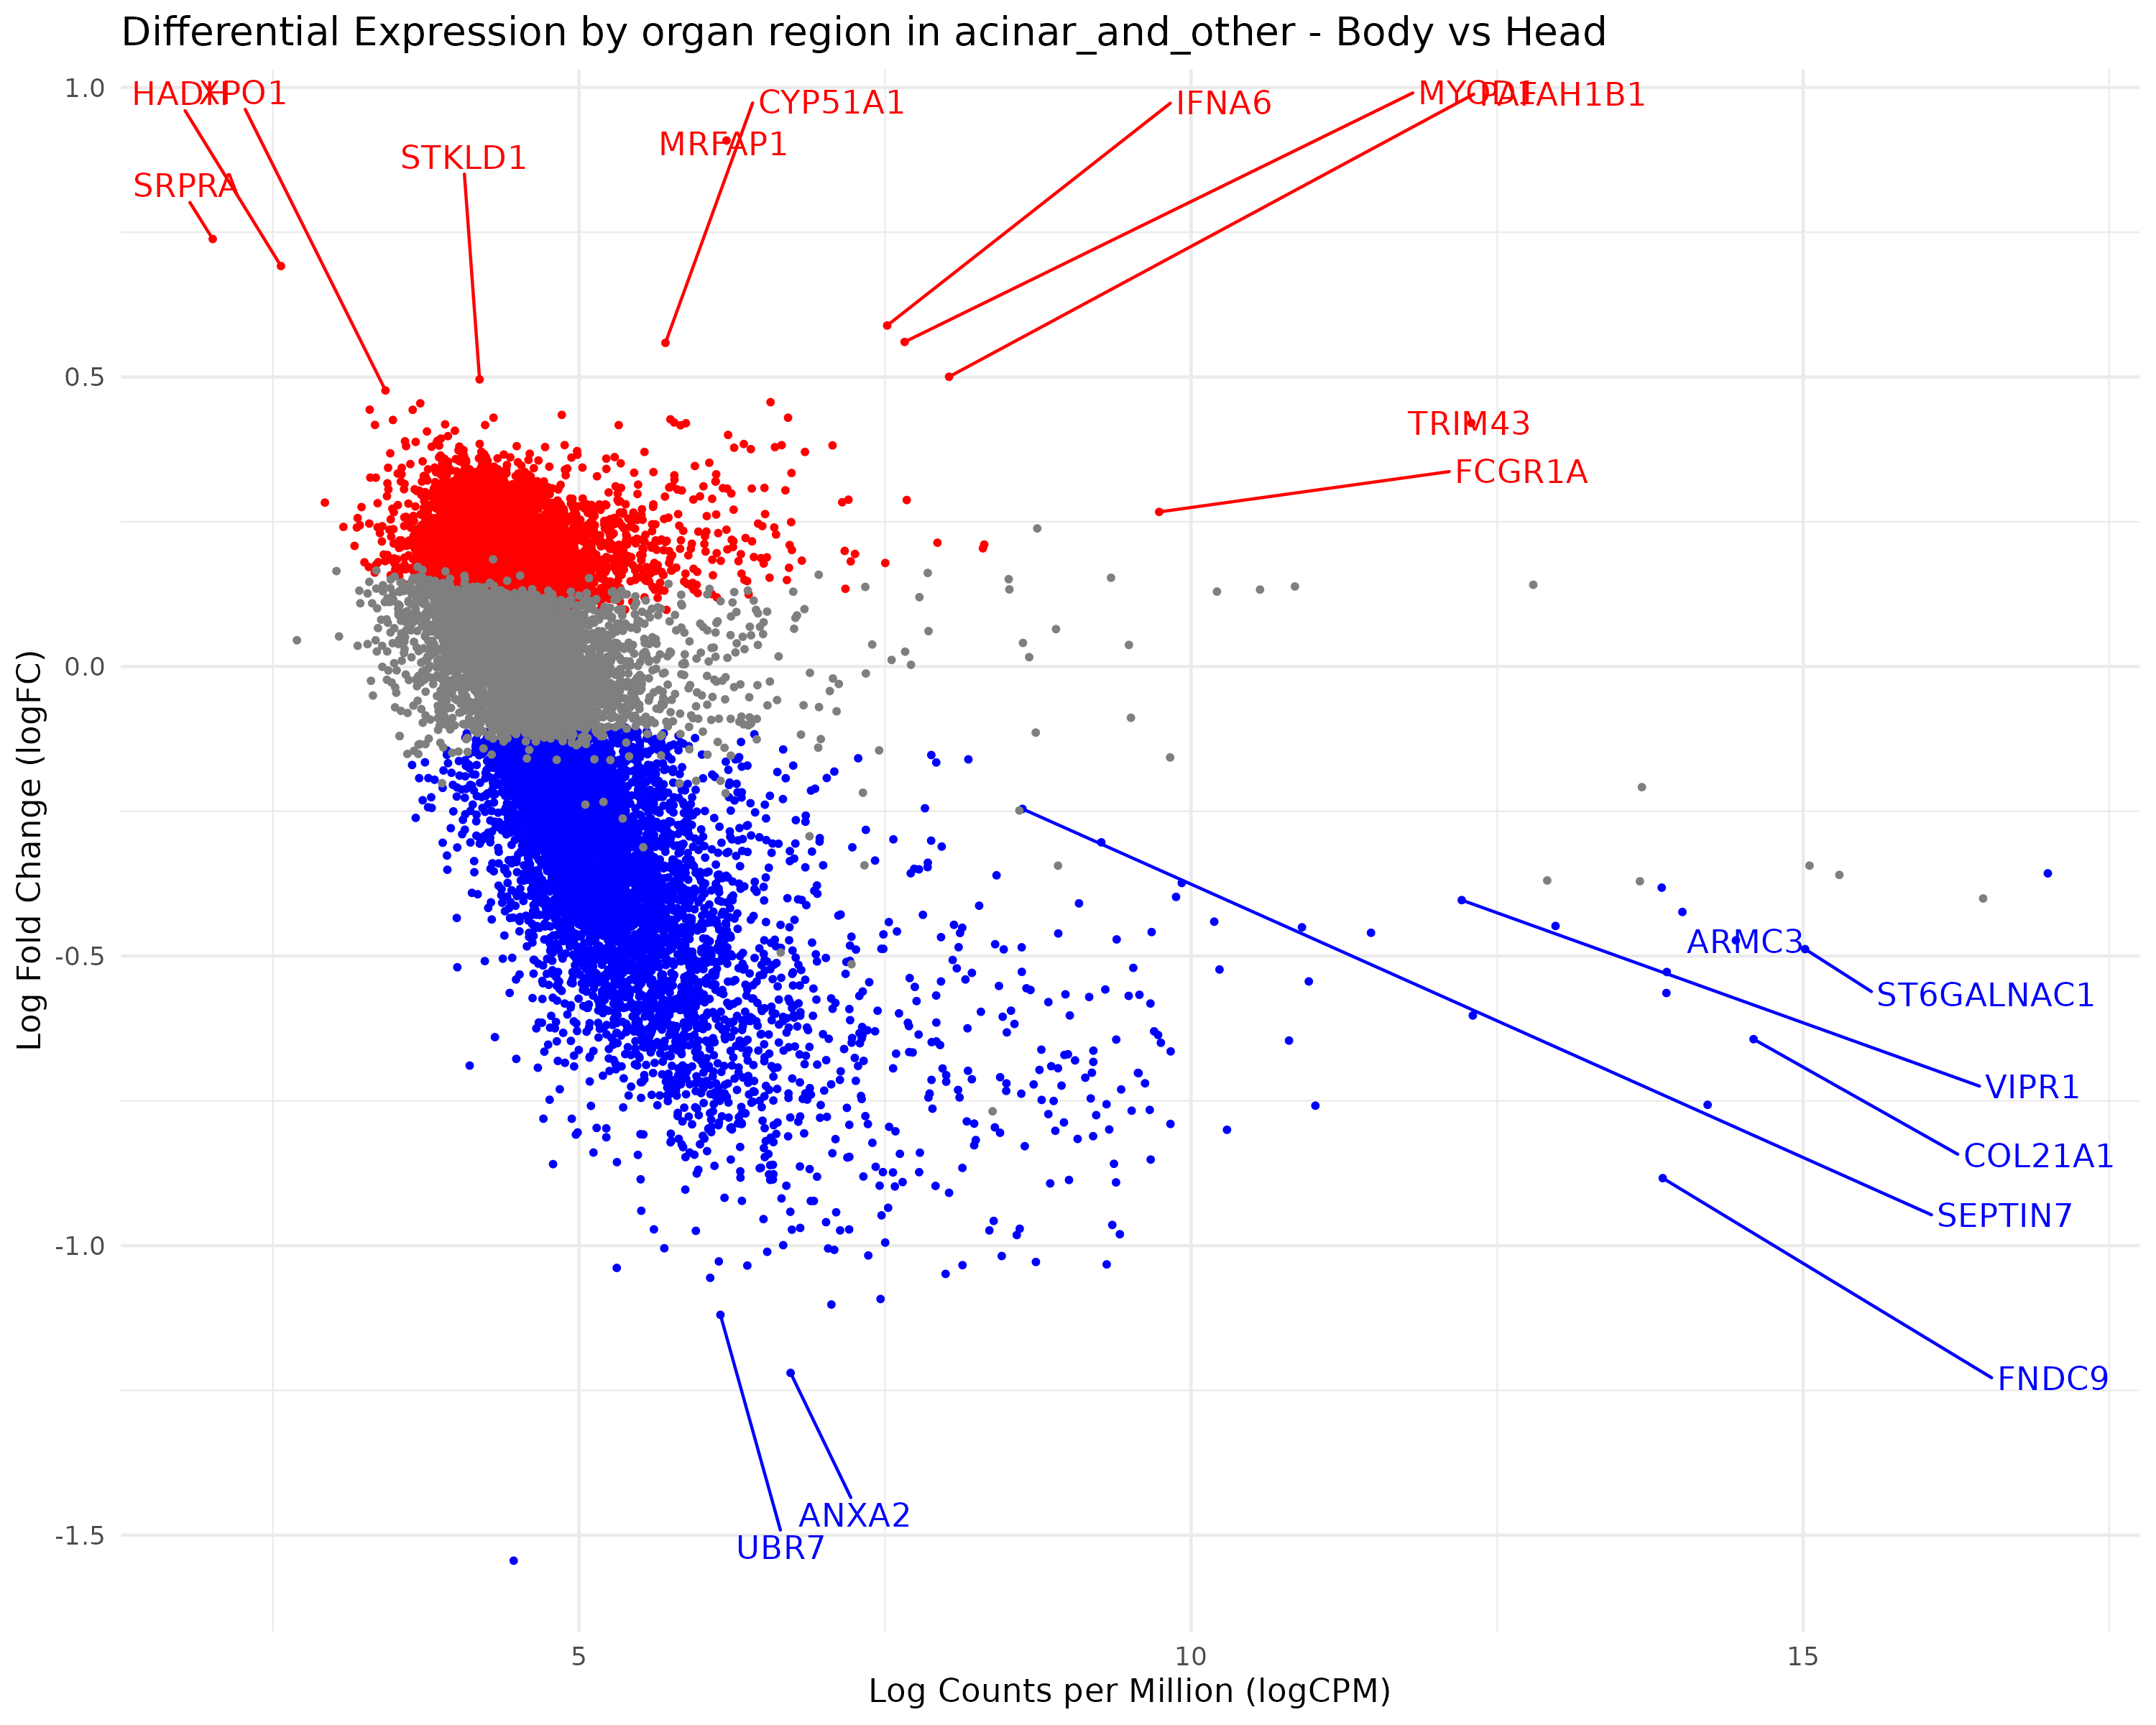 Differential Expression by organ region in acinar_and_other - Body vs Head
1.0
HADH
XPO1
CYP51A1
IFNA6
MYOD1
PAFAH1B1
MRFAP1
STKLD1
SRPRA
0.5
TRIM43
FCGR1A
0.0
-0.5
ARMC3
ST6GALNAC1
VIPR1
COL21A1
SEPTIN7
-1.0
FNDC9
ANXA2
-1.5
UBR7
5
10
15
Log Fold Change (logFC)
Log Counts per Million (logCPM)